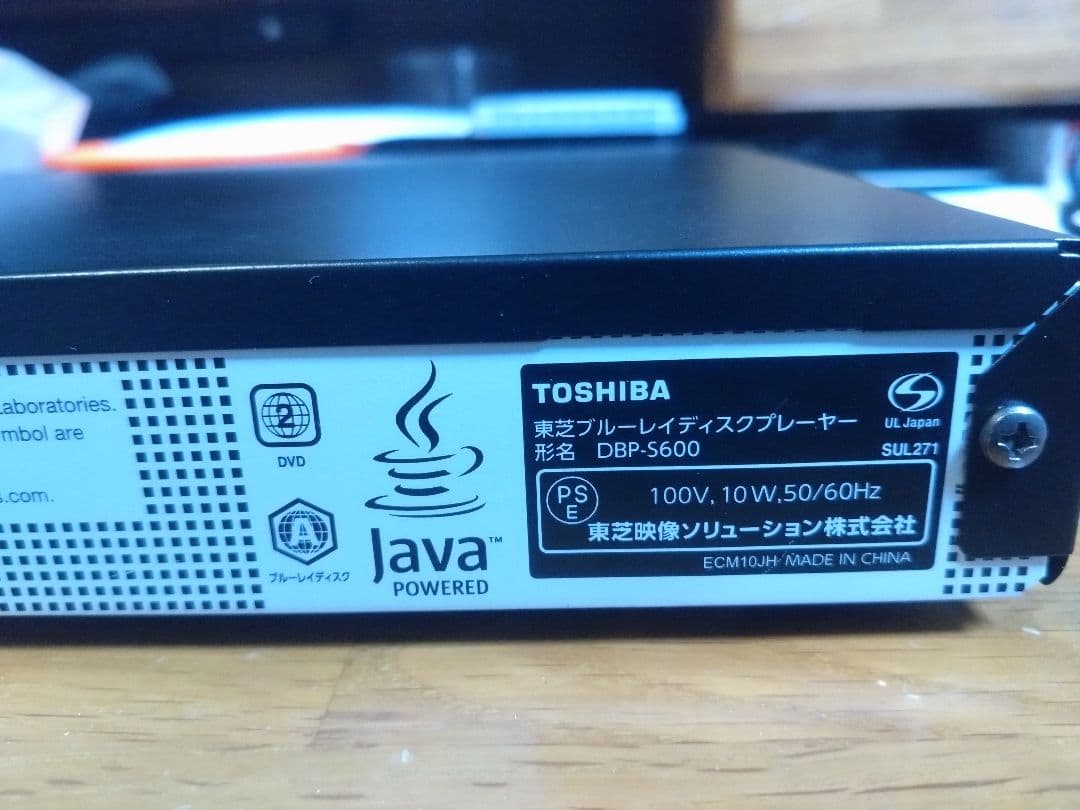 Laboratories.
mbol are
s.com.
2
DVD
A
ブルーレイディスク
Java™
POWERED
TOSHIBA
東芝ブルーレイディスクプレーヤー
形名 DBP-S600
S
UL Japan
SUL271
PS
E
100V, 10W, 50/60Hz
東芝映像ソリューション株式会社
ECM10JH MADE IN CHINA